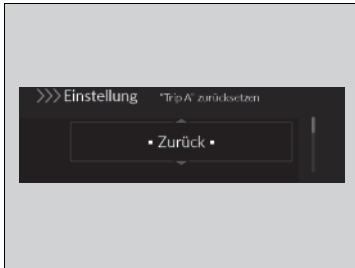 >>> Einstellung "Trip A" zurücksetzen
▪ Zurück ▪